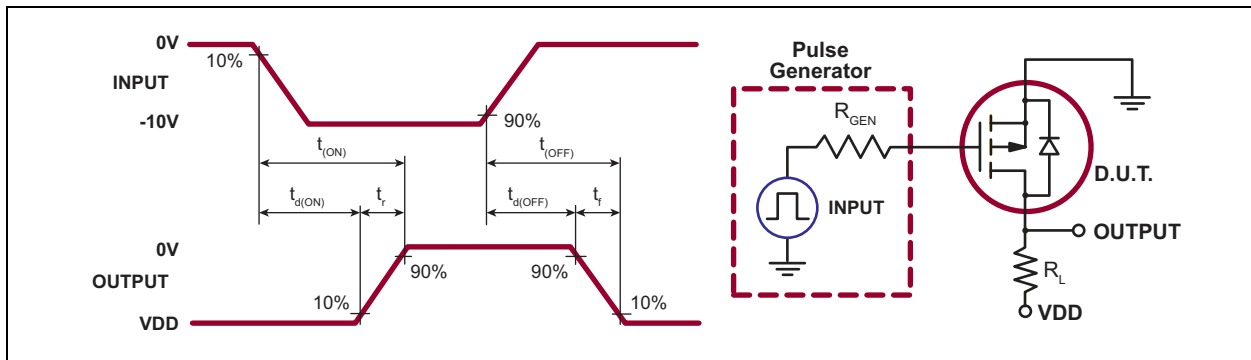 0V
10%
INPUT
-10V
90%
t(ON)
t(OFF)
td(ON)
tr
td(OFF)
tf
0V
OUTPUT
90%
90%
10%
10%
VDD
Pulse
Generator
RGEN
INPUT
D.U.T.
OUTPUT
RL
VDD